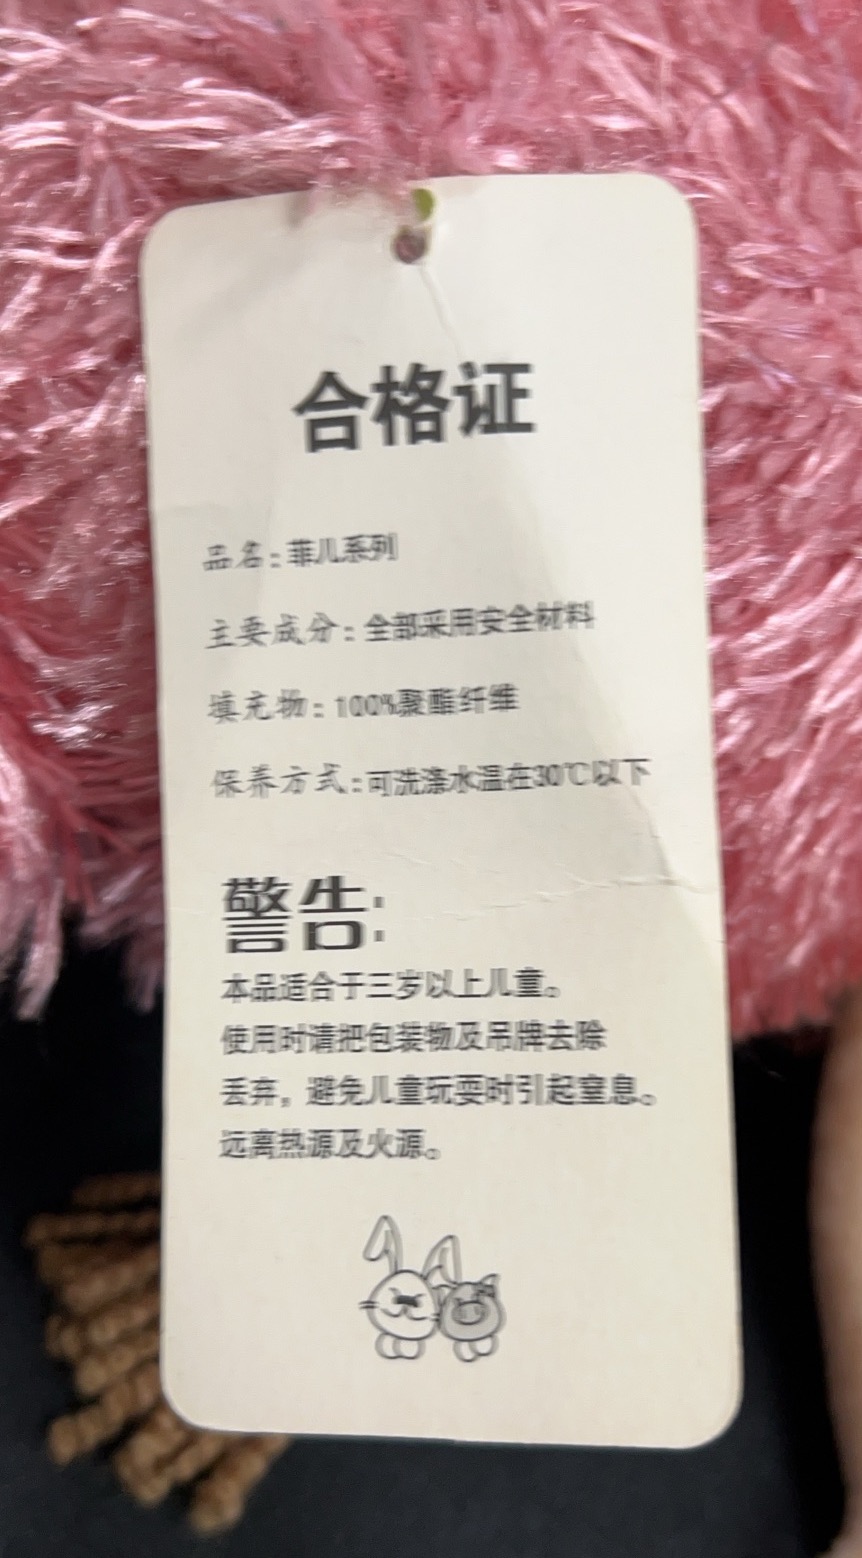 合格证
品名:菲儿系列
主要成分:全部采用安全材料
填充物:100%聚酯纤维
保养方式:可洗涤水温在30℃以下
警告:
本品适合于三岁以上儿童。
使用时请把包装物及吊牌去除
丢弃，避免儿童玩耍时引起窒息。
远离热源及火源。